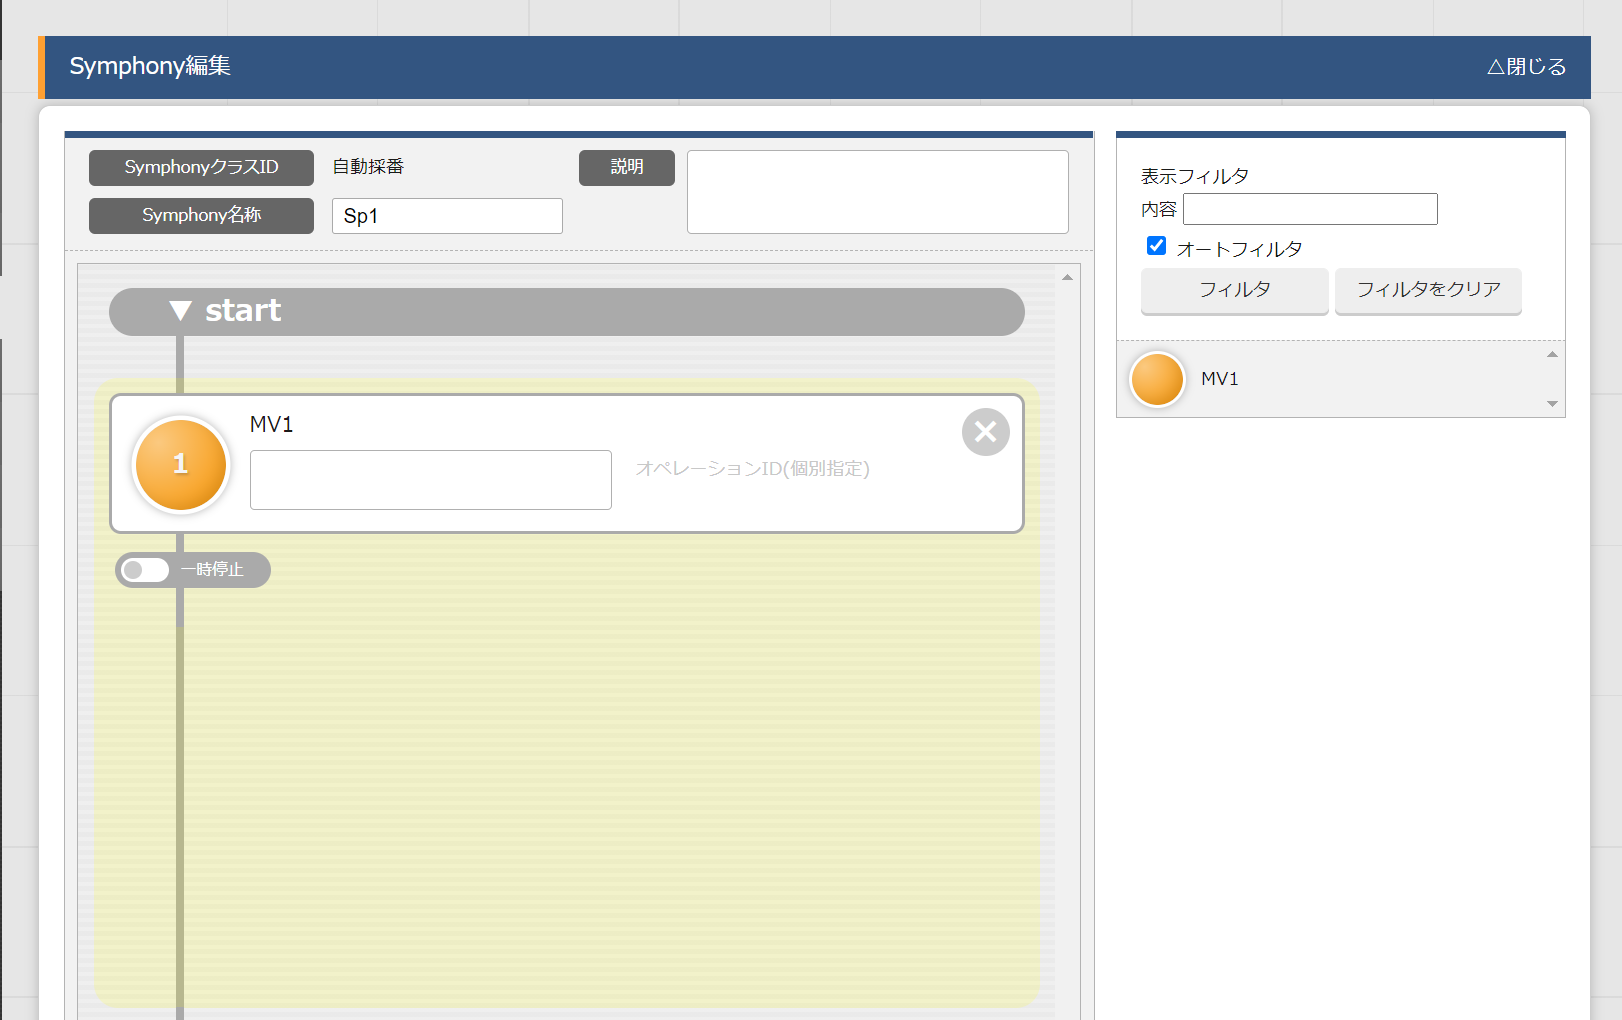 Symphony編集
△閉じる
SymphonyクラスID
自動採番
説明
Symphony名称
Sp1
▼ start
MV1
1
オペレーションID(個別指定)
一時停止
表示フィルタ
内容
オートフィルタ
フィルタ
フィルタをクリア
MV1